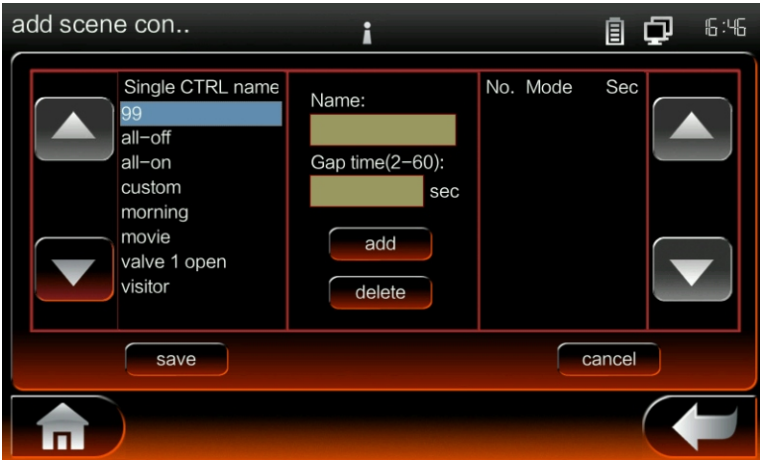 add scene con..
16:46
Single CTRL name
99
all-off
all-on
custom
morning
movie
valve 1 open
visitor
Name:
Gap time(2-60):
sec
add
delete
No. Mode Sec
save
cancel